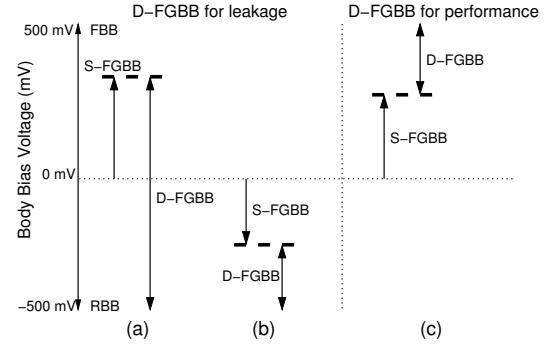 D−FGBB for leakage
D−FGBB for performance
500 mV
FBB
S−FGBB
D−FGBB
S−FGBB
Body Bias Voltage (mV)
0 mV
D−FGBB
S−FGBB
D−FGBB
−500 mV
RBB
(a)
(b)
(c)